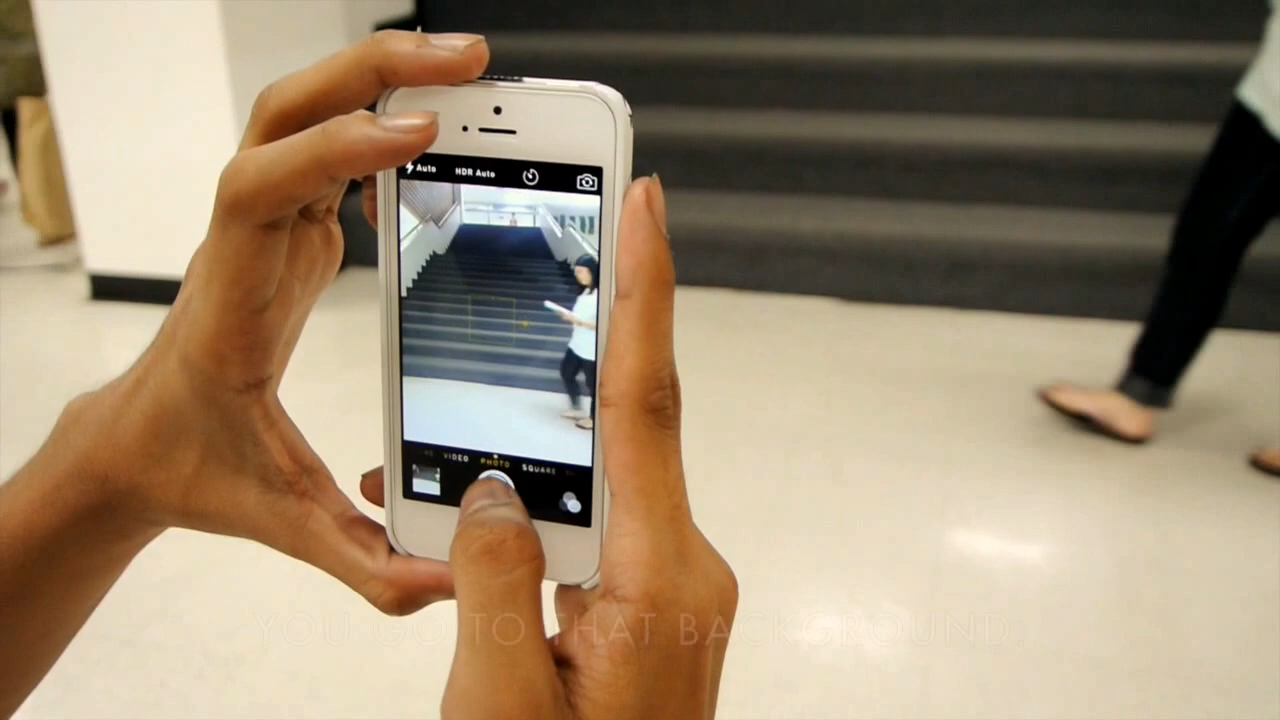 Auto HDR Auto
VIDEO PHOTO SQUARE
YOU GO TO THAT BACKGROUND.